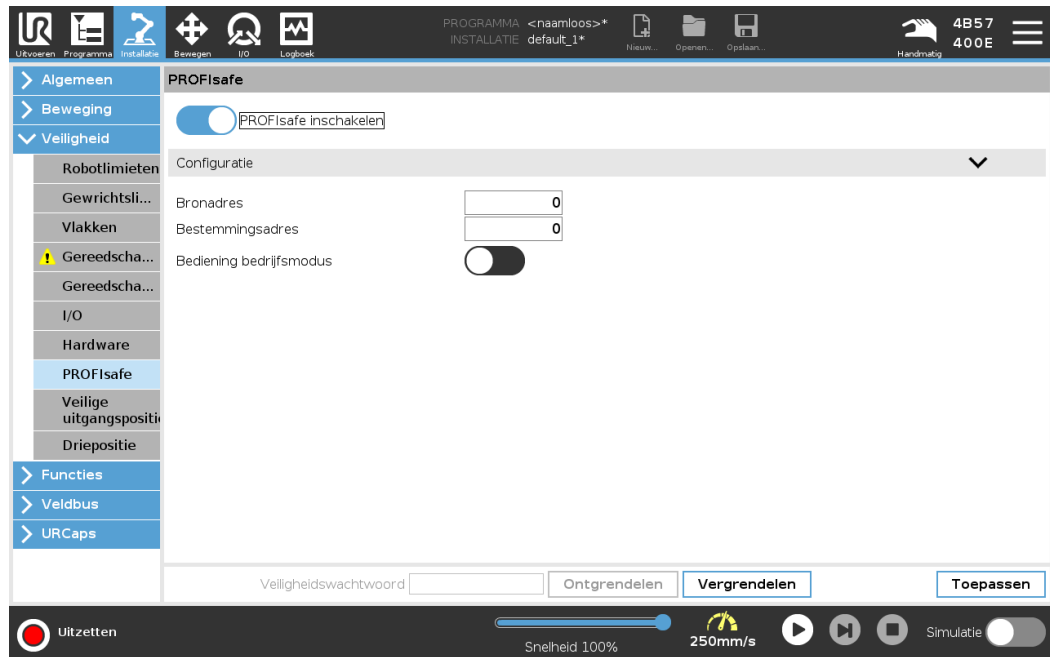 UR
Uitvoeren Programma Installatie Bewegen I/O Logboek
PROGRAMMA <naamloos>*
INSTALLATIE default_1*
Nieuw... Openen... Opslaan...
Handmatig
4B57
400E
Algemeen
Beweging
Veiligheid
Robotlimieten
Gewrichtsli...
Vlakken
Gereedscha...
Gereedscha...
I/O
Hardware
PROFIsafe
Veilige
uitgangspositi
Driepositie
Functies
Veldbus
URCaps
PROFIsafe
PROFIsafe inschakelen
Configuratie
Bronadres 0
Bestemmingsadres 0
Bediening bedrijfsmodus
Veiligheidswachtwoord Ontgrendelen Vergrendelen Toepassen
Uitzetten
Snelheid 100%
250mm/s
Simulatie